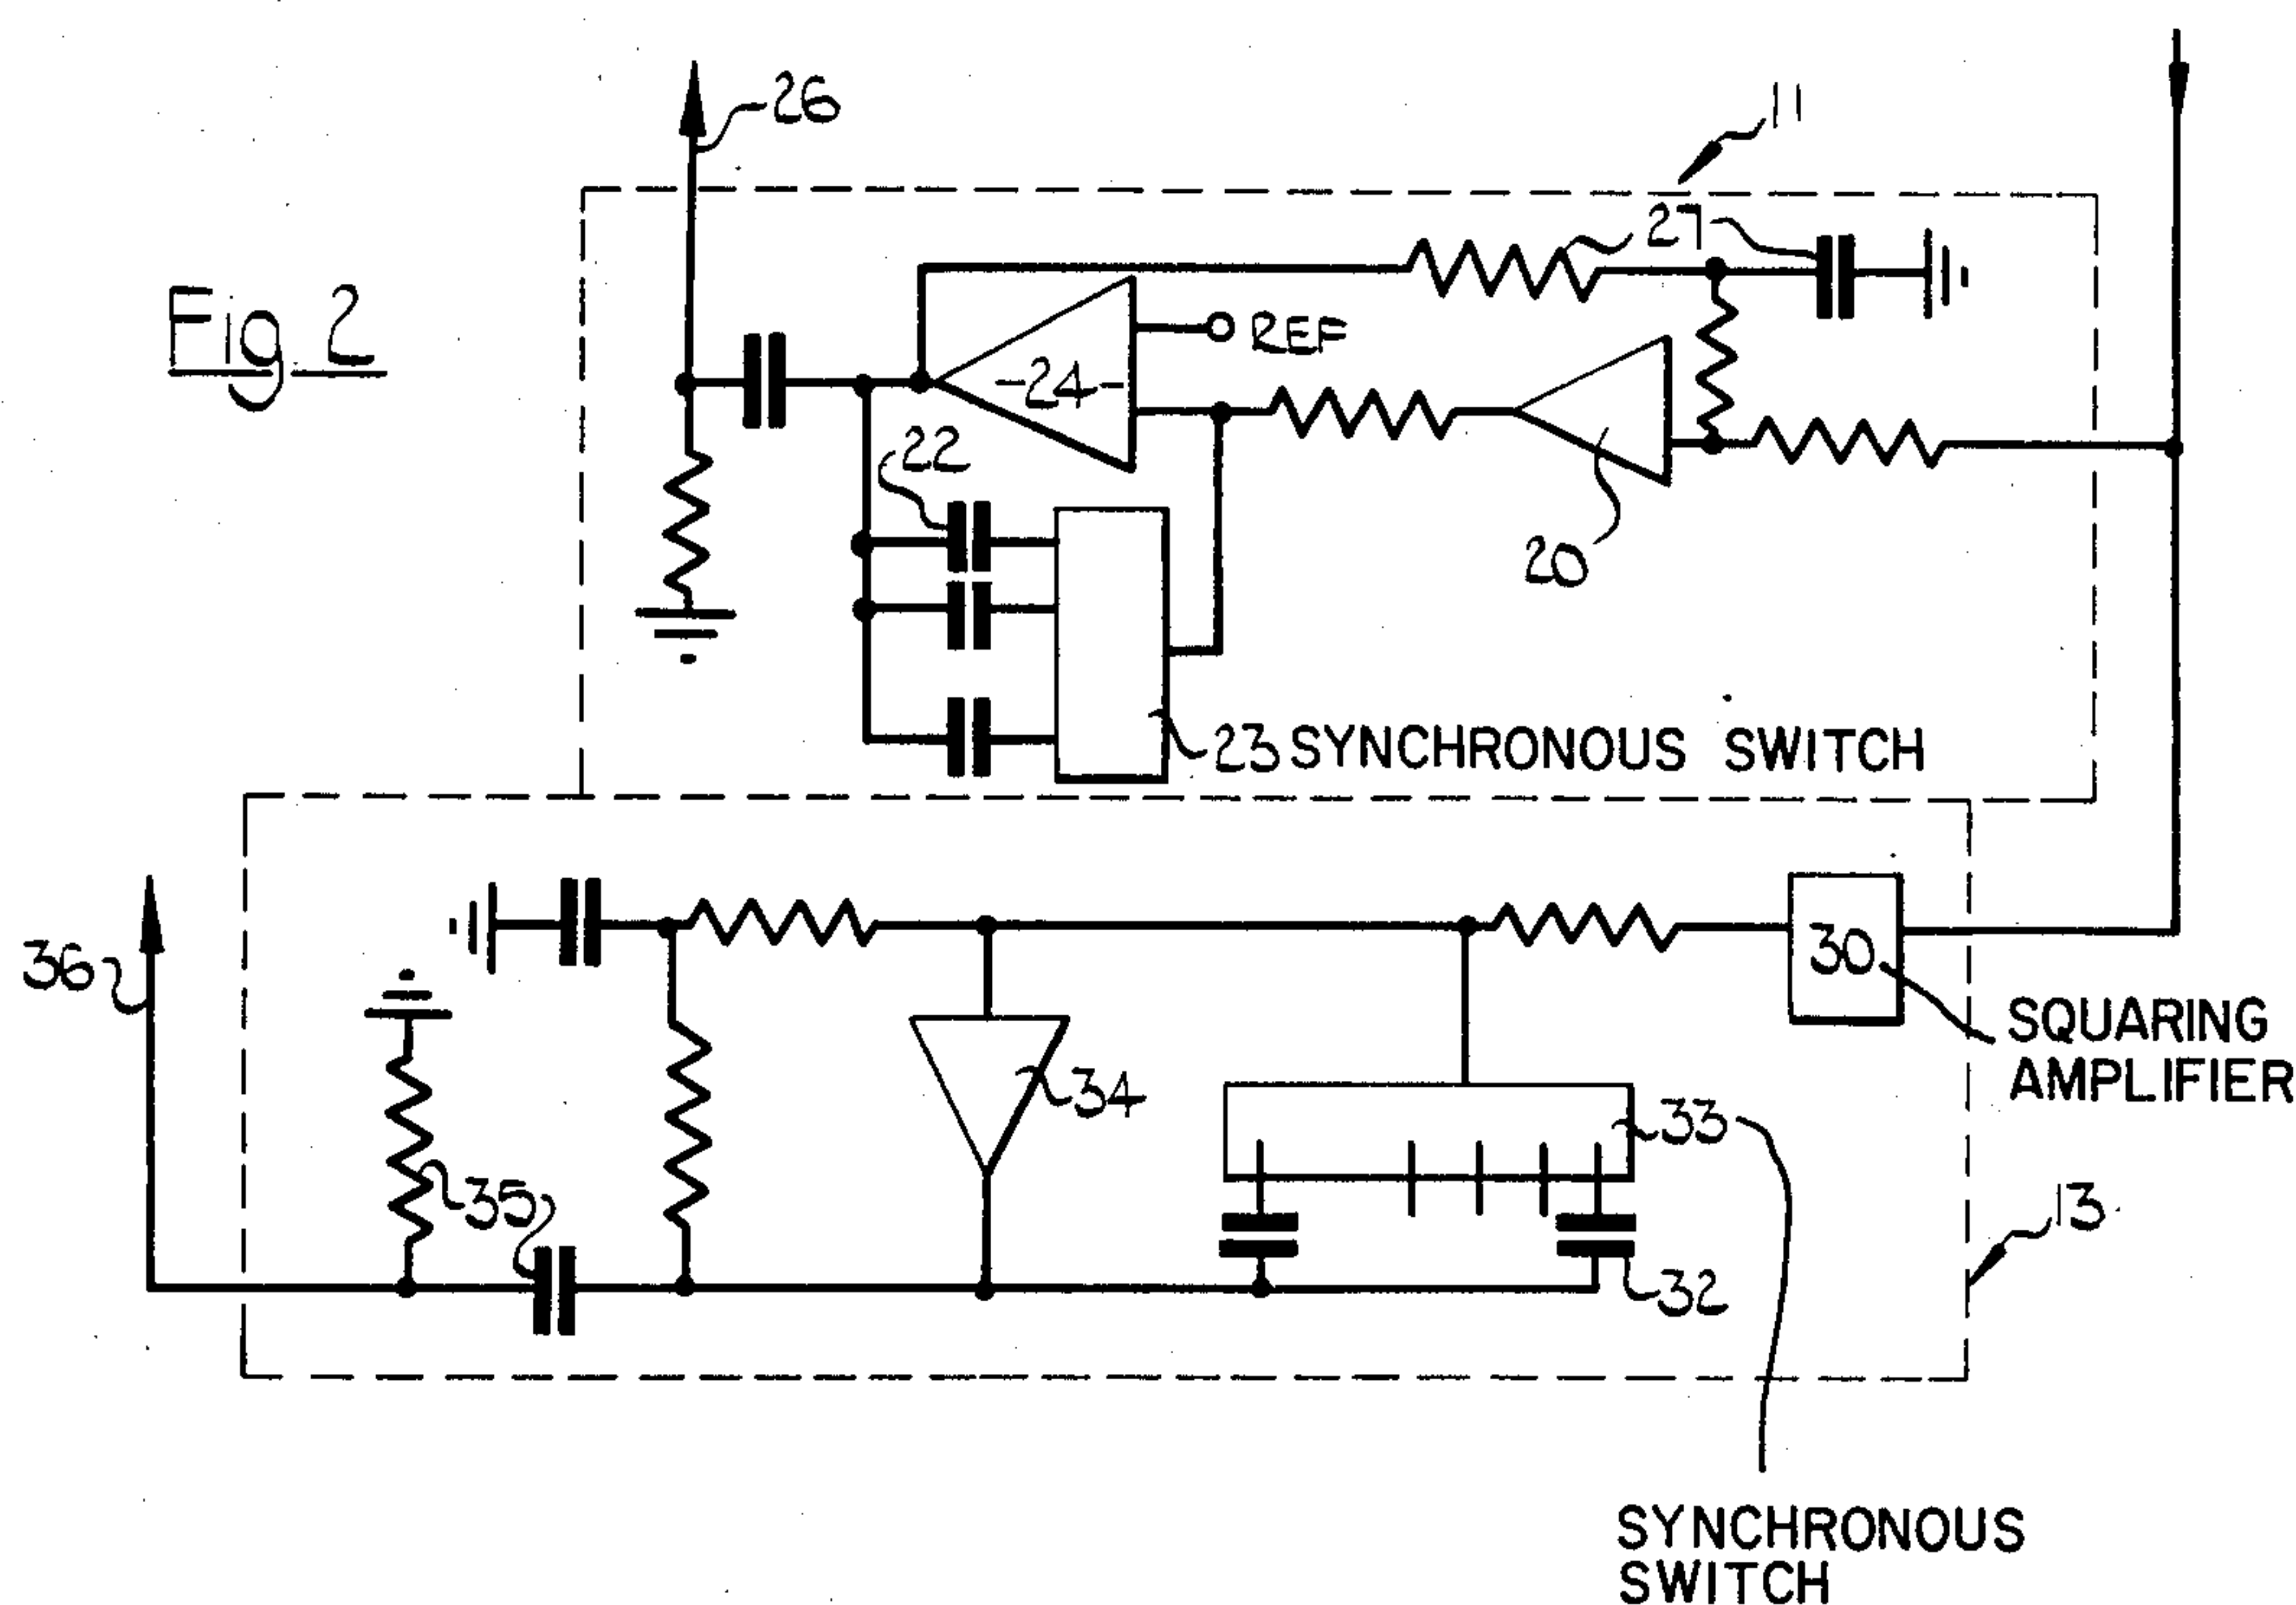 26
11
27
Fig 2
REF
-24-
22
20
23 SYNCHRONOUS SWITCH
30
36
SQUARING
AMPLIFIER
34
33
35
13
32
SYNCHRONOUS
SWITCH